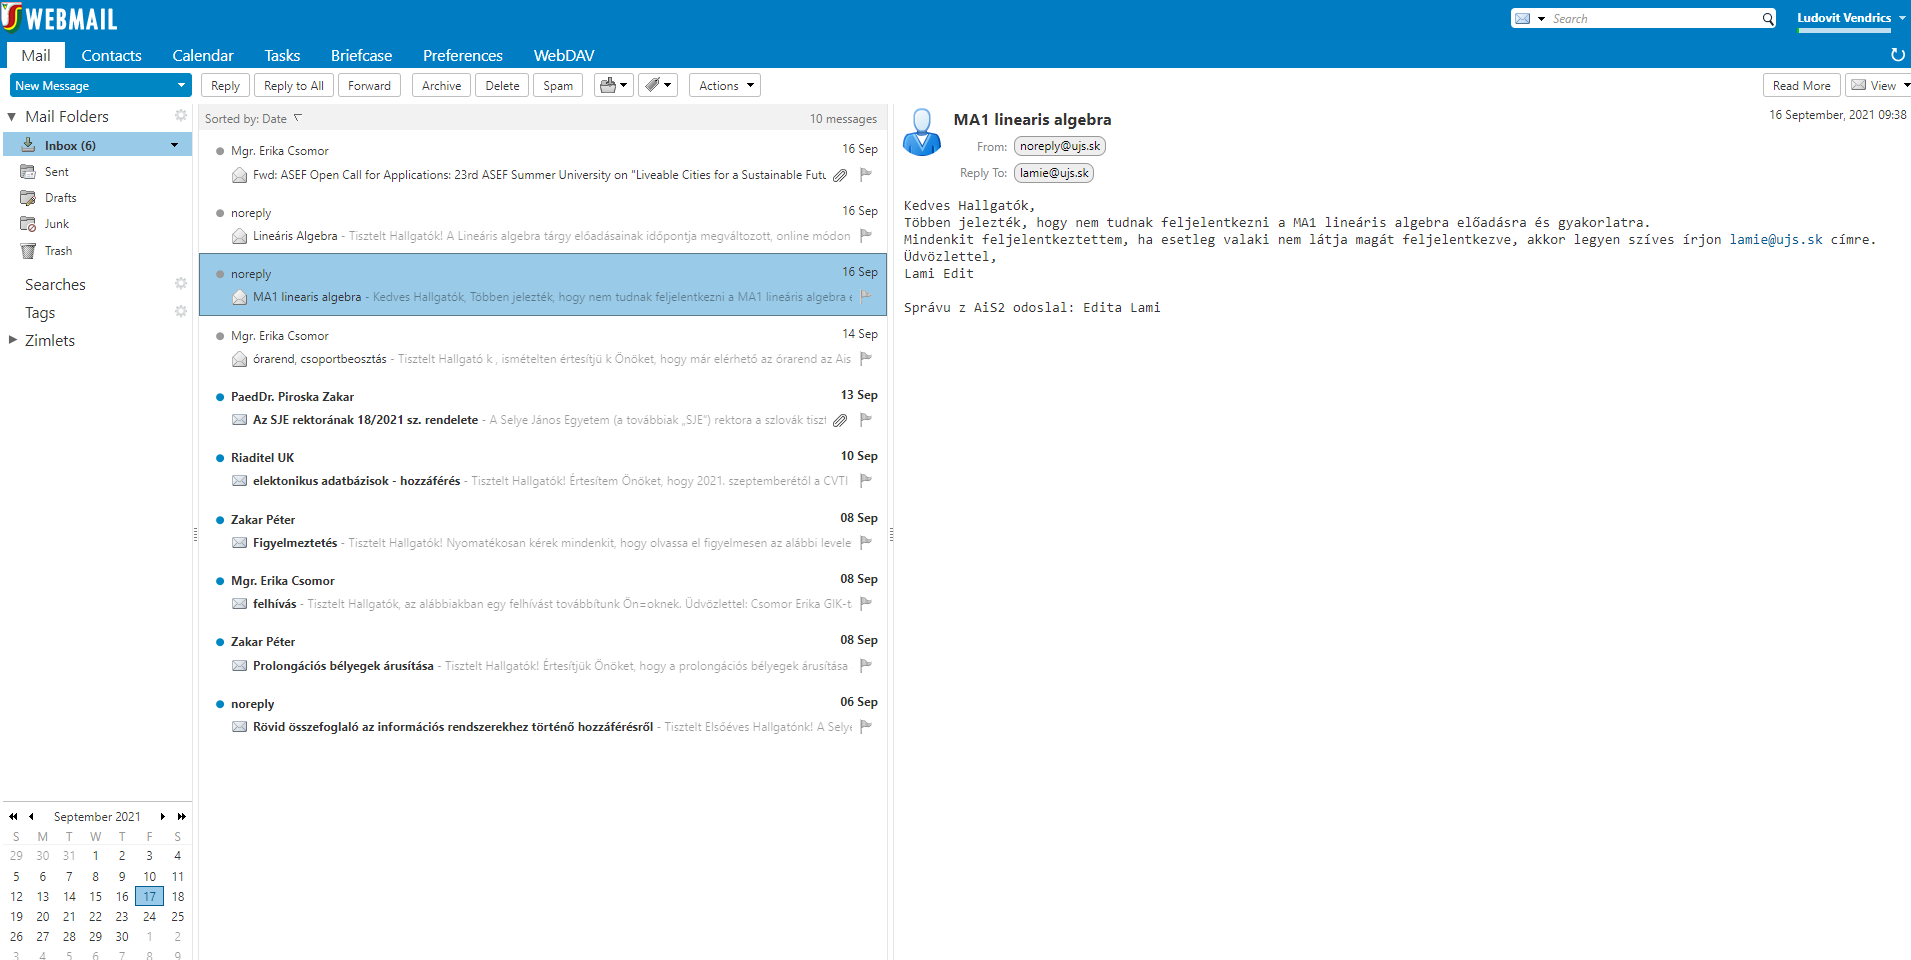 WEBMAIL
Search
Ludovit Vendrics
Mail
Contacts
Calendar
Tasks
Briefcase
Preferences
WebDAV
New Message
Reply
Reply to All
Forward
Archive
Delete
Spam
Actions
Read More
View
Mail Folders
Inbox (6)
Sent
Drafts
Junk
Trash
Searches
Tags
Zimlets
Sorted by: Date
10 messages
Mgr. Erika Csomor
16 Sep
Fwd: ASEF Open Call for Applications: 23rd ASEF Summer University on "Liveable Cities for a Sustainable Futu
noreply
16 Sep
Lineáris Algebra - Tisztelt Hallgatók! A Lineáris algebra tárgy előadásainak időpontja megváltozott, online módon
noreply
16 Sep
MA1 linearis algebra - Kedves Hallgatók, Többen jelezték, hogy nem tudnak feljelentkezni a MA1 lineáris algebra e
Mgr. Erika Csomor
14 Sep
órarend, csoportbeosztás - Tisztelt Hallgató k , ismételten értesítjü k Önöket, hogy már elérhető az órarend az Ais
PaedDr. Piroska Zakar
13 Sep
Az SJE rektorának 18/2021 sz. rendelete - A Selye János Egyetem (a továbbiak „SJE”) rektora a szlovák tiszt
Riaditel UK
10 Sep
elektonikus adatbázisok - hozzáférés - Tisztelt Hallgatók! Értesítem Önöket, hogy 2021. szeptemberétól a CVTI
Zakar Péter
08 Sep
Figyelmeztetés - Tisztelt Hallgatók! Nyomatékosan kérek mindenkit, hogy olvassa el figyelmesen az alábbi levele
Mgr. Erika Csomor
08 Sep
felhívás - Tisztelt Hallgatók, az alábbiakban egy felhívást továbbítunk Ön=oknek. Üdvözlettel: Csomor Erika GIK-t
Zakar Péter
08 Sep
Prolongációs bélyegek árusítása - Tisztelt Hallgatók! Értesítjük Önöket, hogy a prolongációs bélyegek árusítása
noreply
06 Sep
Rövid összefoglaló az információs rendszerekhez történő hozzáférésről - Tisztelt Elsőéves Hallgatónk! A Selye
MA1 linearis algebra
16 September, 2021 09:38
From: noreply@ujs.sk
Reply To: lamie@ujs.sk
Kedves Hallgatók,
Többen jelezték, hogy nem tudnak feljelentkezni a MA1 lineáris algebra előadásra és gyakorlatra.
Mindenkit feljelentkeztettem, ha esetleg valaki nem látja magát feljelentkezve, akkor legyen szíves írjon lamie@ujs.sk címre.
Üdvözlettel,
Lami Edit
Správu z AiS2 odoslal: Edita Lami
September 2021
S M T W T F S
29 30 31 1 2 3 4
5 6 7 8 9 10 11
12 13 14 15 16 17 18
19 20 21 22 23 24 25
26 27 28 29 30 1 2
3 4 5 6 7 8 9